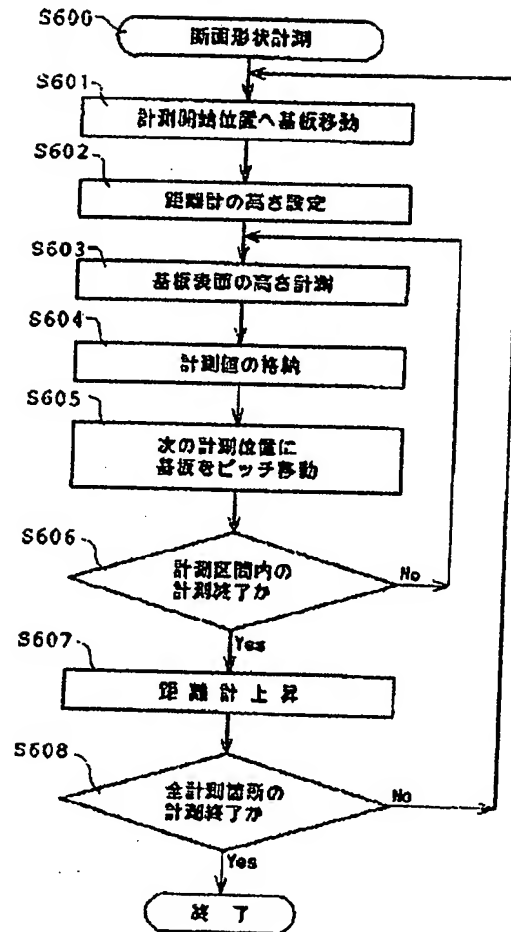 S600
断面形状計測
S601
計測開始位置へ基板移動
S602
距離計の高さ設定
S603
基板表面の高さ計測
S604
計測値の格納
S605
次の計測位置に
基板をピッチ移動
S606
計測区間内の
計測終了か
No
Yes
S607
距離計上昇
S608
全計測箇所の
計測終了か
No
Yes
終了